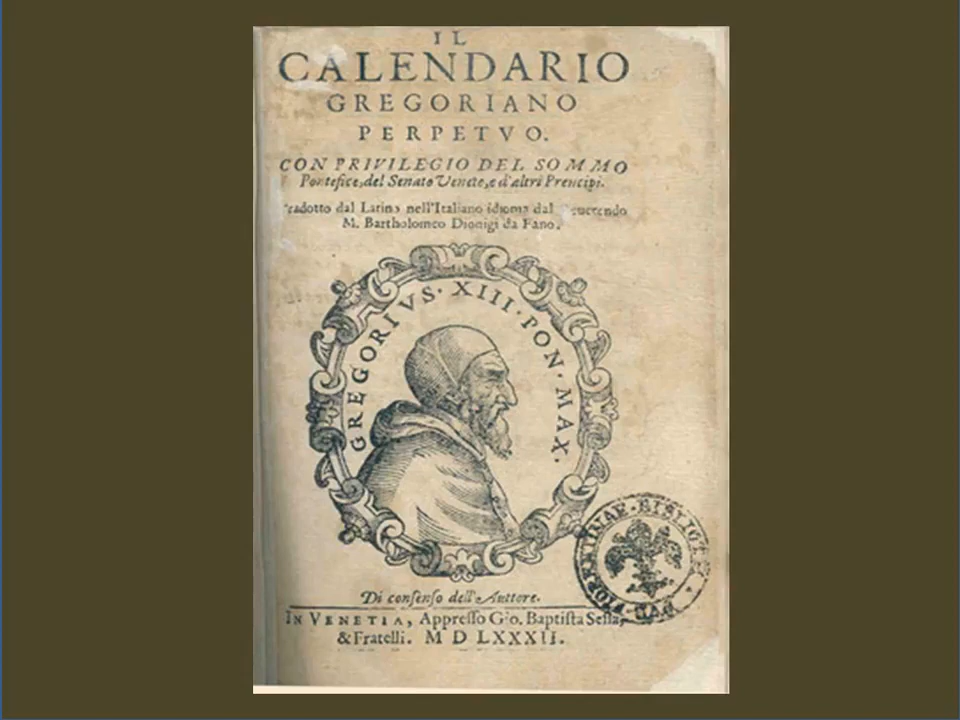 IL
CALENDARIO
GREGORIANO
PERPETVO.
CON PRIVILEGIO DEL SOMMO
Pontefice, del Senato Veneto, e d'altri Prencipi.
radotto dal Latino nell'Italiano idioma dal Reuerendo
M. Bartholomeo Dionigi da Fano.
GREGORIVS · XIII · PON · MAX.
Di consenso dell'Auttore.
IN VENETIA, Appresso Gio. Baptista Sessa,
& Fratelli. M D LXXXII.